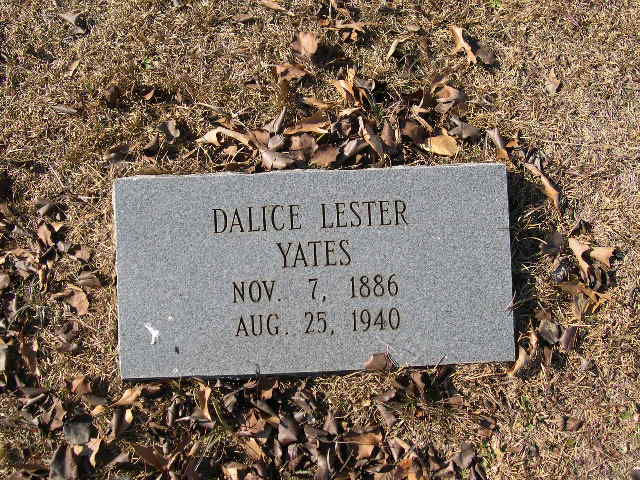 DALICE LESTER
YATES
NOV. 7, 1886
AUG. 25, 1940